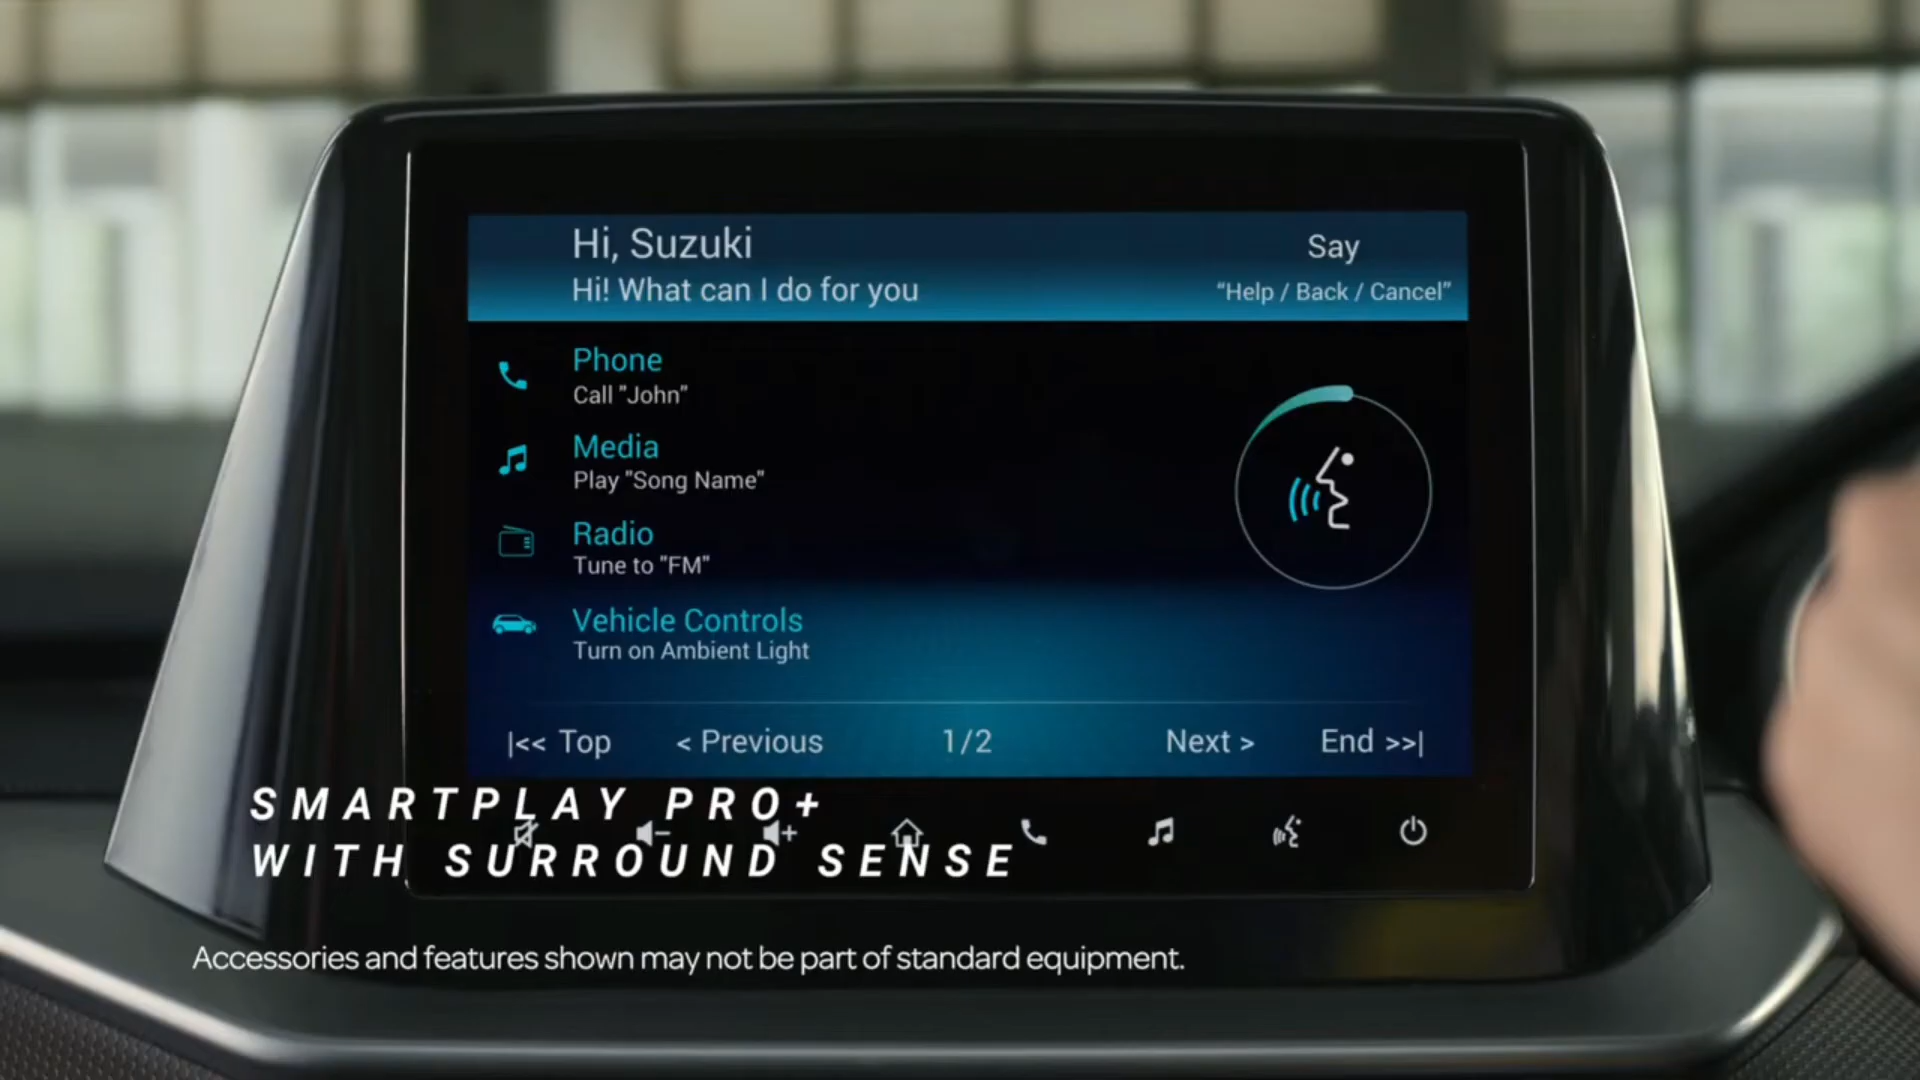 Hi, Suzuki
Hi! What can I do for you
Say
“Help / Back / Cancel”
Phone
Call "John"
Media
Play "Song Name"
Radio
Tune to "FM"
Vehicle Controls
Turn on Ambient Light
|<< Top
< Previous
1/2
Next >
End >>|
SMARTPLAY PRO+
WITH SURROUND SENSE
Accessories and features shown may not be part of standard equipment.